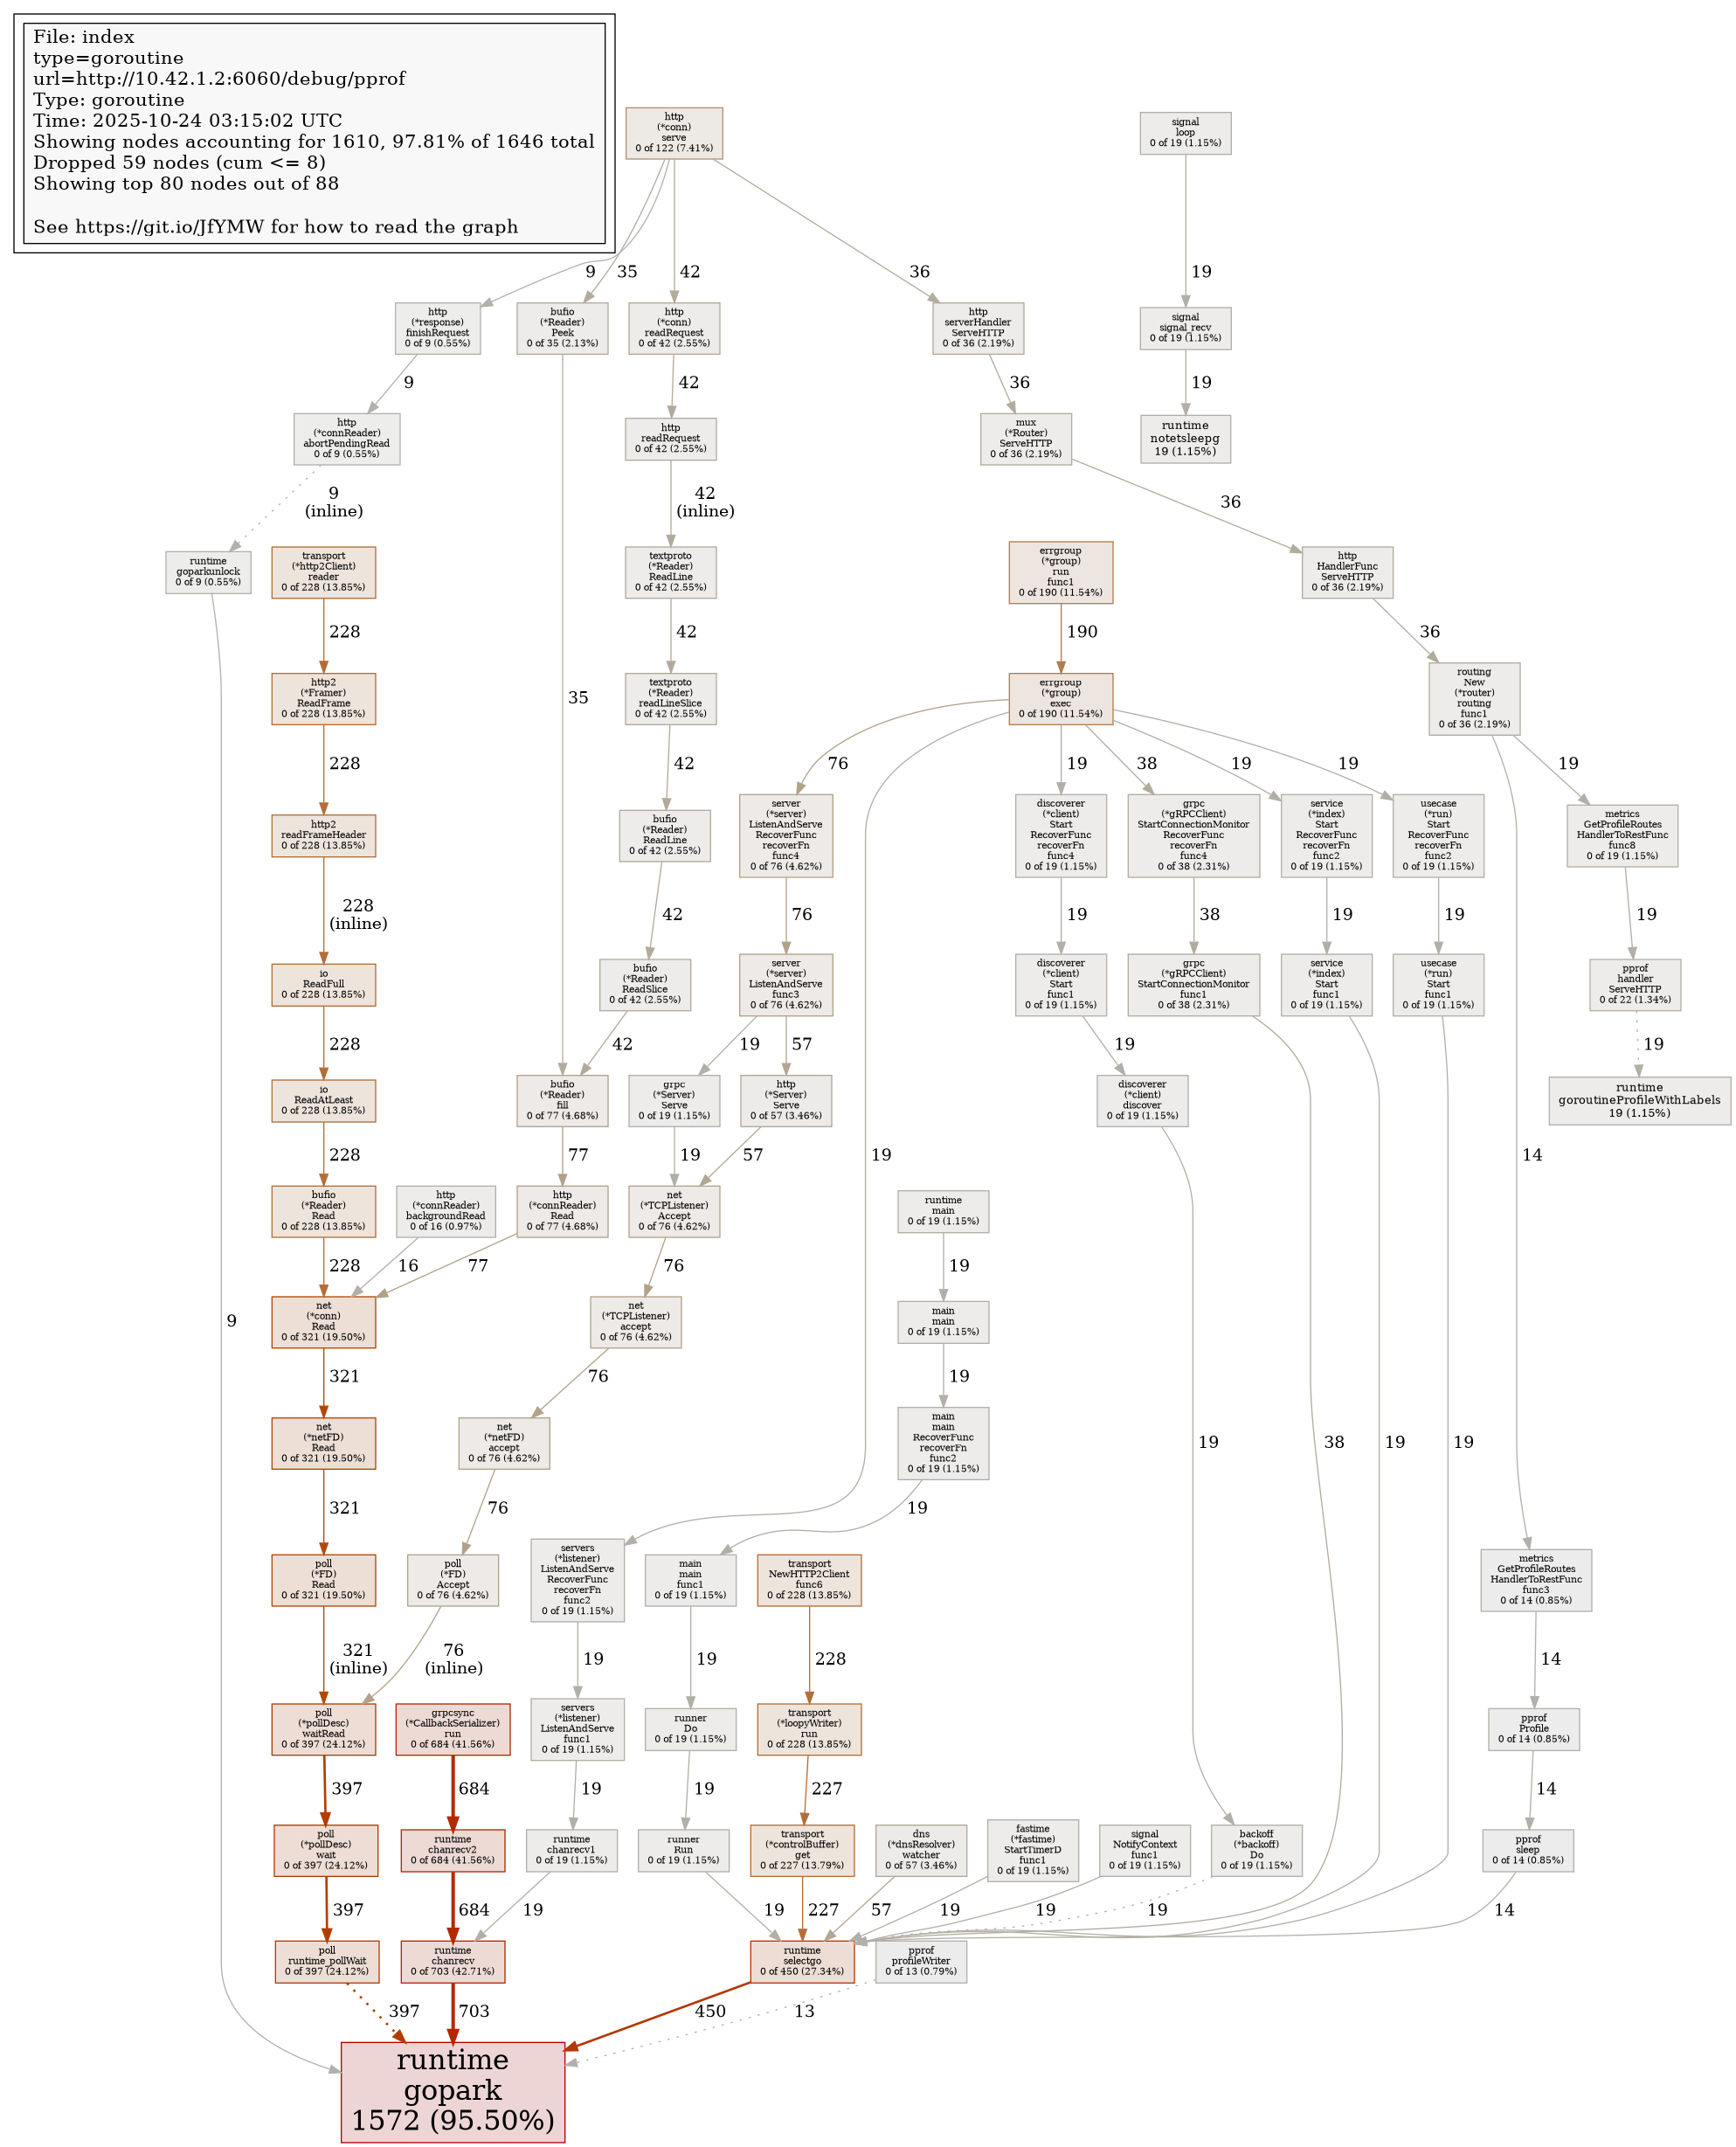 File: index
type=goroutine
url=http://10.42.1.2:6060/debug/pprof
Type: goroutine
Time: 2025-10-24 03:15:02 UTC
Showing nodes accounting for 1610, 97.81% of 1646 total
Dropped 59 nodes (cum <= 8)
Showing top 80 nodes out of 88
See https://git.io/JfYMW for how to read the graph
http
(*conn)
serve
0 of 122 (7.41%)
signal
loop
0 of 19 (1.15%)
9
35
42
36
19
http
(*response)
finishRequest
0 of 9 (0.55%)
bufio
(*Reader)
Peek
0 of 35 (2.13%)
http
(*conn)
readRequest
0 of 42 (2.55%)
http
serverHandler
ServeHTTP
0 of 36 (2.19%)
signal
signal_recv
0 of 19 (1.15%)
9
42
36
19
http
(*connReader)
abortPendingRead
0 of 9 (0.55%)
http
readRequest
0 of 42 (2.55%)
mux
(*Router)
ServeHTTP
0 of 36 (2.19%)
runtime
notetsleepg
19 (1.15%)
9
(inline)
42
(inline)
36
runtime
goparkunlock
0 of 9 (0.55%)
transport
(*http2Client)
reader
0 of 228 (13.85%)
textproto
(*Reader)
ReadLine
0 of 42 (2.55%)
errgroup
(*group)
run
func1
0 of 190 (11.54%)
http
HandlerFunc
ServeHTTP
0 of 36 (2.19%)
228
42
190
36
http2
(*Framer)
ReadFrame
0 of 228 (13.85%)
35
textproto
(*Reader)
readLineSlice
0 of 42 (2.55%)
errgroup
(*group)
exec
0 of 190 (11.54%)
routing
New
(*router)
routing
func1
0 of 36 (2.19%)
228
42
76
19
38
19
19
19
http2
readFrameHeader
0 of 228 (13.85%)
bufio
(*Reader)
ReadLine
0 of 42 (2.55%)
server
(*server)
ListenAndServe
RecoverFunc
recoverFn
func4
0 of 76 (4.62%)
discoverer
(*client)
Start
RecoverFunc
recoverFn
func4
0 of 19 (1.15%)
grpc
(*gRPCClient)
StartConnectionMonitor
RecoverFunc
recoverFn
func4
0 of 38 (2.31%)
service
(*index)
Start
RecoverFunc
recoverFn
func2
0 of 19 (1.15%)
usecase
(*run)
Start
RecoverFunc
recoverFn
func2
0 of 19 (1.15%)
metrics
GetProfileRoutes
HandlerToRestFunc
func8
0 of 19 (1.15%)
228
(inline)
42
76
19
38
19
19
19
io
ReadFull
0 of 228 (13.85%)
bufio
(*Reader)
ReadSlice
0 of 42 (2.55%)
server
(*server)
ListenAndServe
func3
0 of 76 (4.62%)
discoverer
(*client)
Start
func1
0 of 19 (1.15%)
grpc
(*gRPCClient)
StartConnectionMonitor
func1
0 of 38 (2.31%)
service
(*index)
Start
func1
0 of 19 (1.15%)
usecase
(*run)
Start
func1
0 of 19 (1.15%)
pprof
handler
ServeHTTP
0 of 22 (1.34%)
228
42
19
57
19
19
io
ReadAtLeast
0 of 228 (13.85%)
bufio
(*Reader)
fill
0 of 77 (4.68%)
grpc
(*Server)
Serve
0 of 19 (1.15%)
http
(*Server)
Serve
0 of 57 (3.46%)
discoverer
(*client)
discover
0 of 19 (1.15%)
runtime
goroutineProfileWithLabels
19 (1.15%)
228
77
19
57
19
14
bufio
(*Reader)
Read
0 of 228 (13.85%)
http
(*connReader)
backgroundRead
0 of 16 (0.97%)
http
(*connReader)
Read
0 of 77 (4.68%)
net
(*TCPListener)
Accept
0 of 76 (4.62%)
runtime
main
0 of 19 (1.15%)
228
16
77
76
19
net
(*conn)
Read
0 of 321 (19.50%)
9
net
(*TCPListener)
accept
0 of 76 (4.62%)
main
main
0 of 19 (1.15%)
321
76
19
net
(*netFD)
Read
0 of 321 (19.50%)
net
(*netFD)
accept
0 of 76 (4.62%)
main
main
RecoverFunc
recoverFn
func2
0 of 19 (1.15%)
19
38
19
19
321
76
19
poll
(*FD)
Read
0 of 321 (19.50%)
poll
(*FD)
Accept
0 of 76 (4.62%)
servers
(*listener)
ListenAndServe
RecoverFunc
recoverFn
func2
0 of 19 (1.15%)
main
main
func1
0 of 19 (1.15%)
transport
NewHTTP2Client
func6
0 of 228 (13.85%)
metrics
GetProfileRoutes
HandlerToRestFunc
func3
0 of 14 (0.85%)
321
(inline)
76
(inline)
19
19
228
14
poll
(*pollDesc)
waitRead
0 of 397 (24.12%)
grpcsync
(*CallbackSerializer)
run
0 of 684 (41.56%)
servers
(*listener)
ListenAndServe
func1
0 of 19 (1.15%)
runner
Do
0 of 19 (1.15%)
transport
(*loopyWriter)
run
0 of 228 (13.85%)
pprof
Profile
0 of 14 (0.85%)
397
684
19
19
227
14
poll
(*pollDesc)
wait
0 of 397 (24.12%)
runtime
chanrecv2
0 of 684 (41.56%)
runtime
chanrecv1
0 of 19 (1.15%)
runner
Run
0 of 19 (1.15%)
transport
(*controlBuffer)
get
0 of 227 (13.79%)
dns
(*dnsResolver)
watcher
0 of 57 (3.46%)
fastime
(*fastime)
StartTimerD
func1
0 of 19 (1.15%)
signal
NotifyContext
func1
0 of 19 (1.15%)
backoff
(*backoff)
Do
0 of 19 (1.15%)
pprof
sleep
0 of 14 (0.85%)
397
684
19
19
227
57
19
19
19
14
poll
runtime_pollWait
0 of 397 (24.12%)
runtime
chanrecv
0 of 703 (42.71%)
runtime
selectgo
0 of 450 (27.34%)
pprof
profileWriter
0 of 13 (0.79%)
397
703
450
13
runtime
gopark
1572 (95.50%)